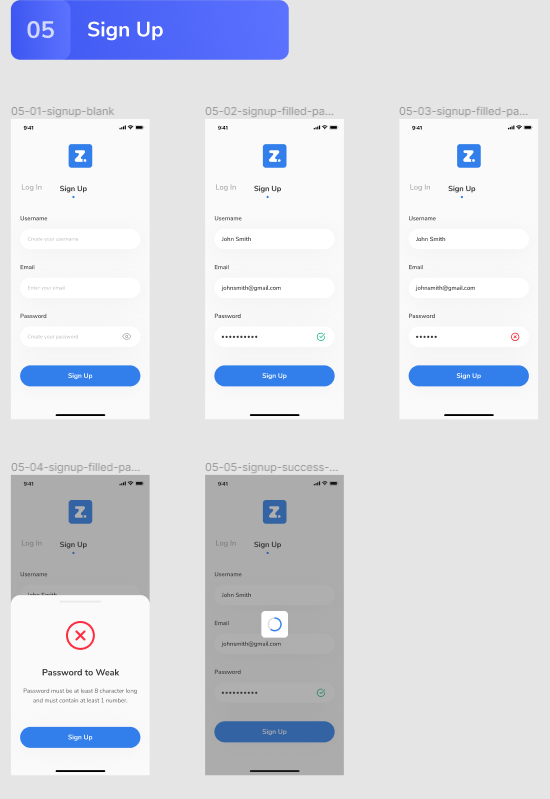 05 Sign Up
05-01-signup-blank
9:41
Z.
Log In Sign Up
Username
Create your username
Email
Enter your email
Password
Create your password
Sign Up
05-02-signup-filled-pa...
9:41
Z.
Log In Sign Up
Username
John Smith
Email
johnsmith@gmail.com
Password
Sign Up
05-03-signup-filled-pa...
9:41
Z.
Log In Sign Up
Username
John Smith
Email
johnsmith@gmail.com
Password
Sign Up
05-04-signup-filled-pa...
9:41
Z.
Log In Sign Up
Username
John Smith
Password to Weak
Password must be at least 8 character long
and must contain at least 1 number.
Sign Up
05-05-signup-success-...
9:41
Z.
Log In Sign Up
Username
John Smith
Email
johnsmith@gmail.com
Password
Sign Up